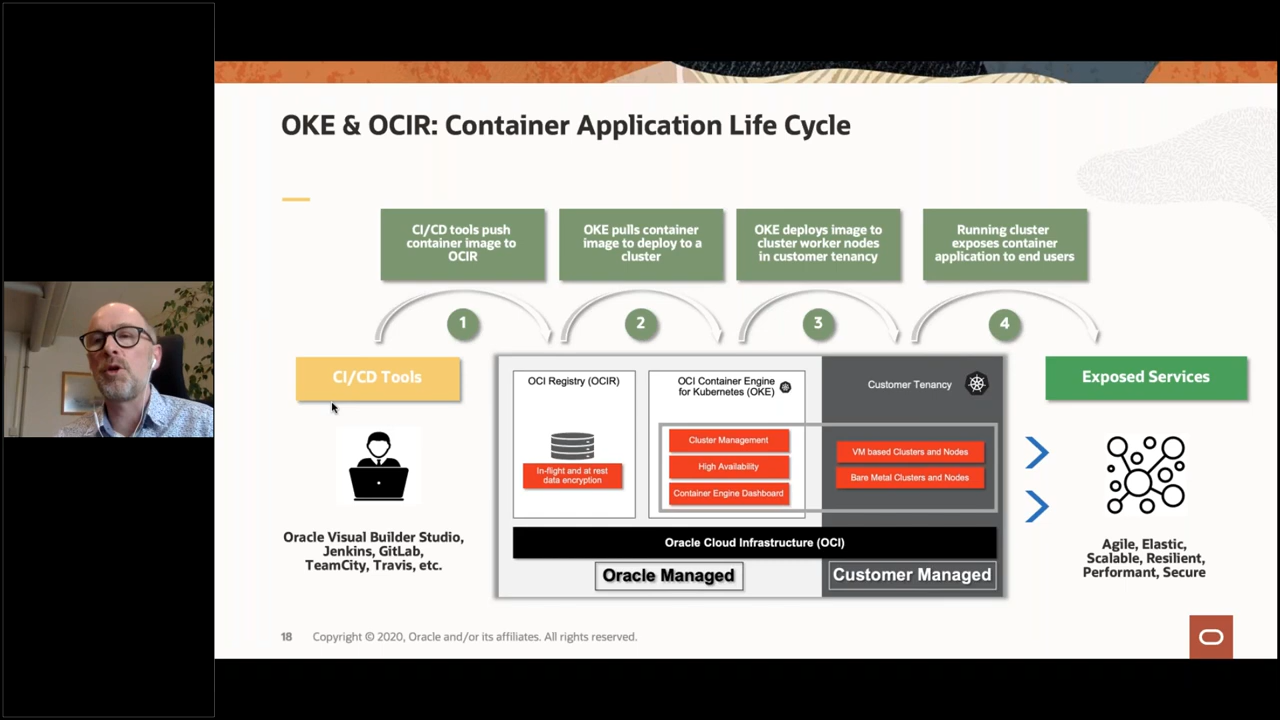 OKE & OCIR: Container Application Life Cycle
CI/CD tools push
container image to
OCIR
OKE pulls container
image to deploy to a
cluster
OKE deploys image to
cluster worker nodes
in customer tenancy
Running cluster
exposes container
application to end users
1
2
3
4
CI/CD Tools
OCI Registry (OCIR)
In-flight and at rest
data encryption
OCI Container Engine
for Kubernetes (OKE)
Cluster Management
High Availability
Container Engine Dashboard
Customer Tenancy
VM based Clusters and Nodes
Bare Metal Clusters and Nodes
Exposed Services
Oracle Cloud Infrastructure (OCI)
Oracle Managed
Customer Managed
Oracle Visual Builder Studio,
Jenkins, GitLab,
TeamCity, Travis, etc.
Agile, Elastic,
Scalable, Resilient,
Performant, Secure
18 Copyright © 2020, Oracle and/or its affiliates. All rights reserved.